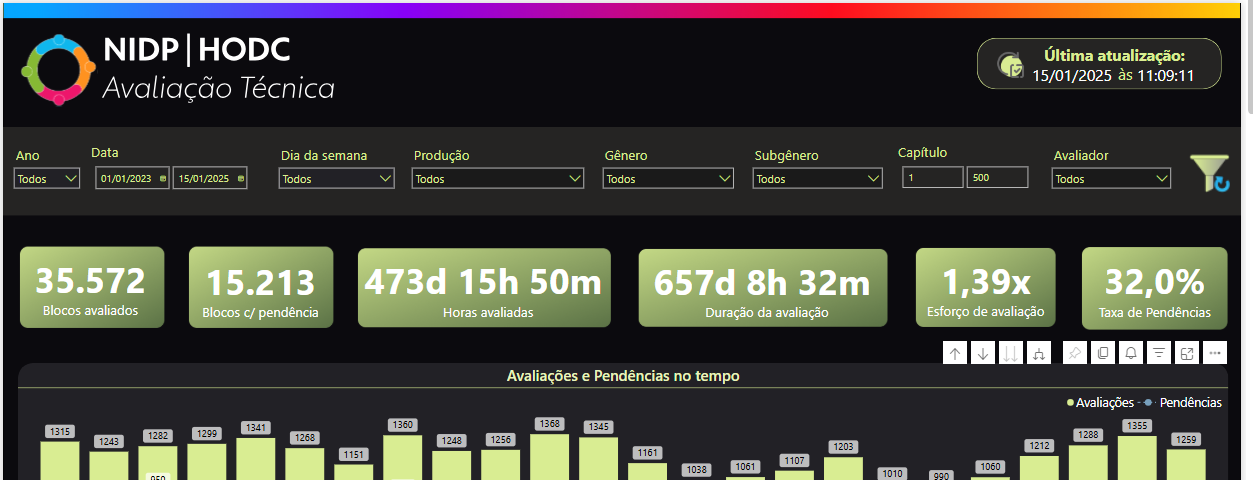 NIDP|HODC
Avaliação Técnica
Última atualização:
15/01/2025 às 11:09:11
Ano
Data
Dia da semana
Produção
Gênero
Subgênero
Capítulo
Avaliador
Todos
01/01/2023
15/01/2025
Todos
Todos
Todos
Todos
1
500
Todos
35.572
Blocos avaliados
15.213
Blocos c/ pendência
473d 15h 50m
Horas avaliadas
657d 8h 32m
Duração da avaliação
1,39x
Esforço de avaliação
32,0%
Taxa de Pendências
Avaliações e Pendências no tempo
Avaliações
Pendências
1315
1243
1282
1299
1341
1268
1151
1360
1248
1256
1368
1345
1161
1038
1061
1107
1203
1010
990
1060
1212
1288
1355
1259